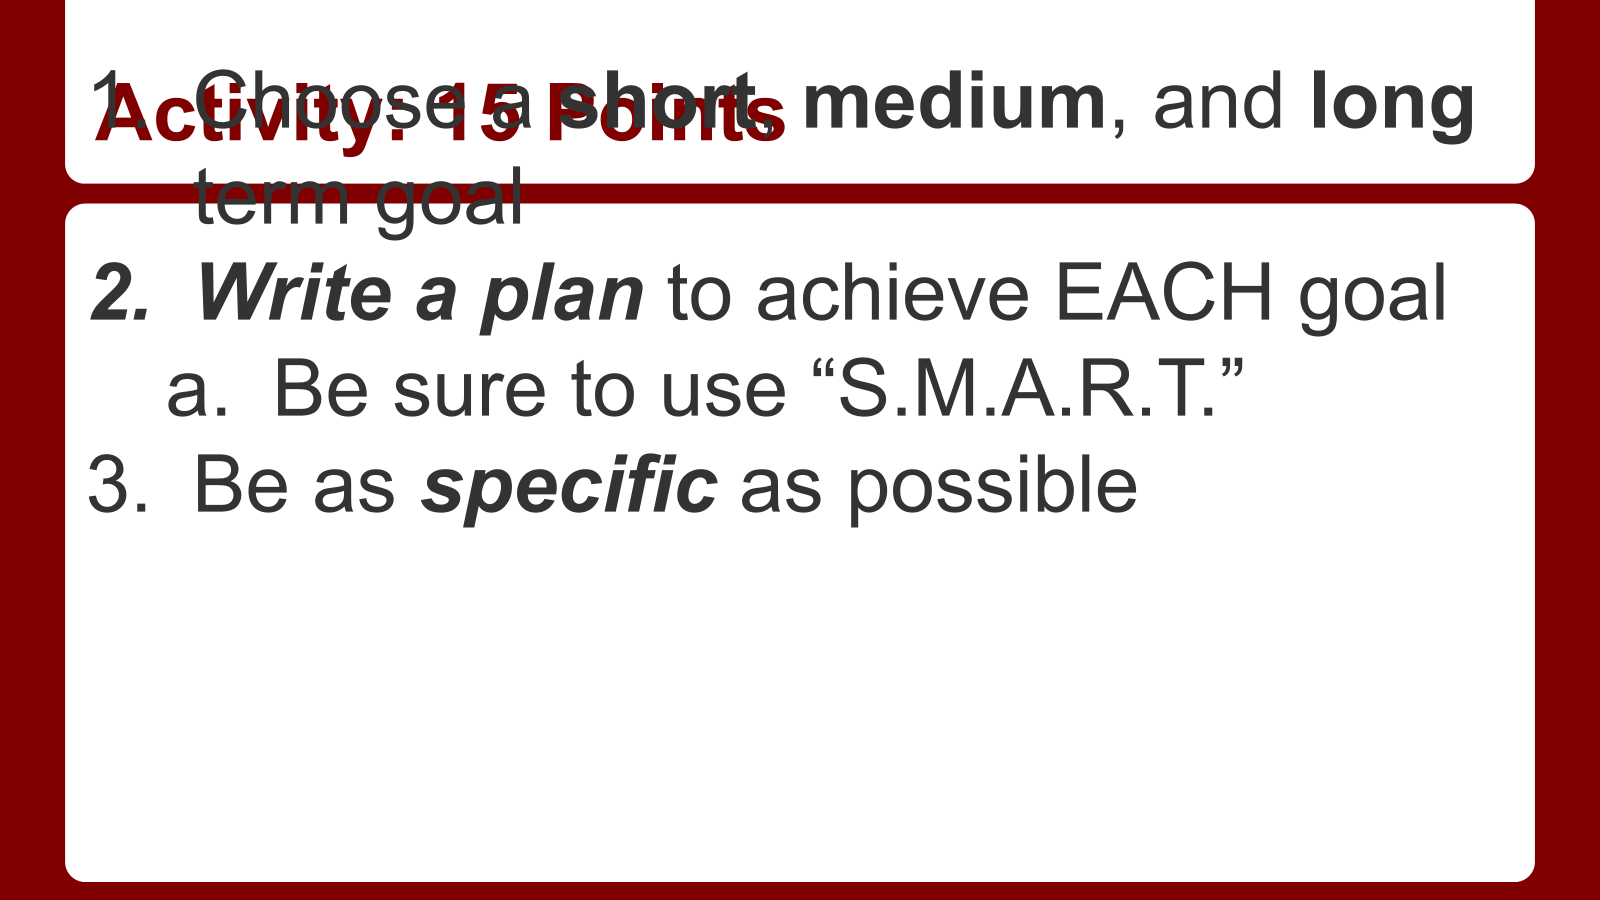 Activity: 15 Points
1. Choose a short, medium, and long
term goal
2. Write a plan to achieve EACH goal
a. Be sure to use “S.M.A.R.T.”
3. Be as specific as possible